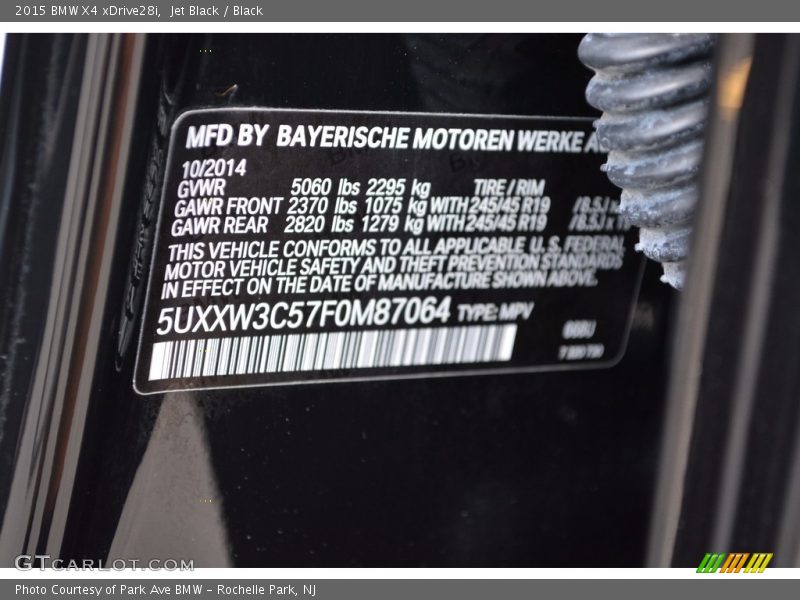 2015 BMW X4 xDrive28i,  Jet Black / Black
MFD BY BAYERISCHE MOTOREN WERKE
10/2014
GVWR 5060 lbs 2295 kg TIRE / RIM
GAWR FRONT 2370 lbs 1075 kg WITH 245/45 R19 /8.5J
GAWR REAR 2820 lbs 1279 kg WITH 245/45 R19 /8.5J x
THIS VEHICLE CONFORMS TO ALL APPLICABLE U. S. FEDERAL
MOTOR VEHICLE SAFETY AND THEFT PREVENTION STANDARDS
IN EFFECT ON THE DATE OF MANUFACTURE SHOWN ABOVE.
5UXXW3C57F0M87064 TYPE: MPV
GTCARLOT.COM
Photo Courtesy of Park Ave BMW - Rochelle Park, NJ